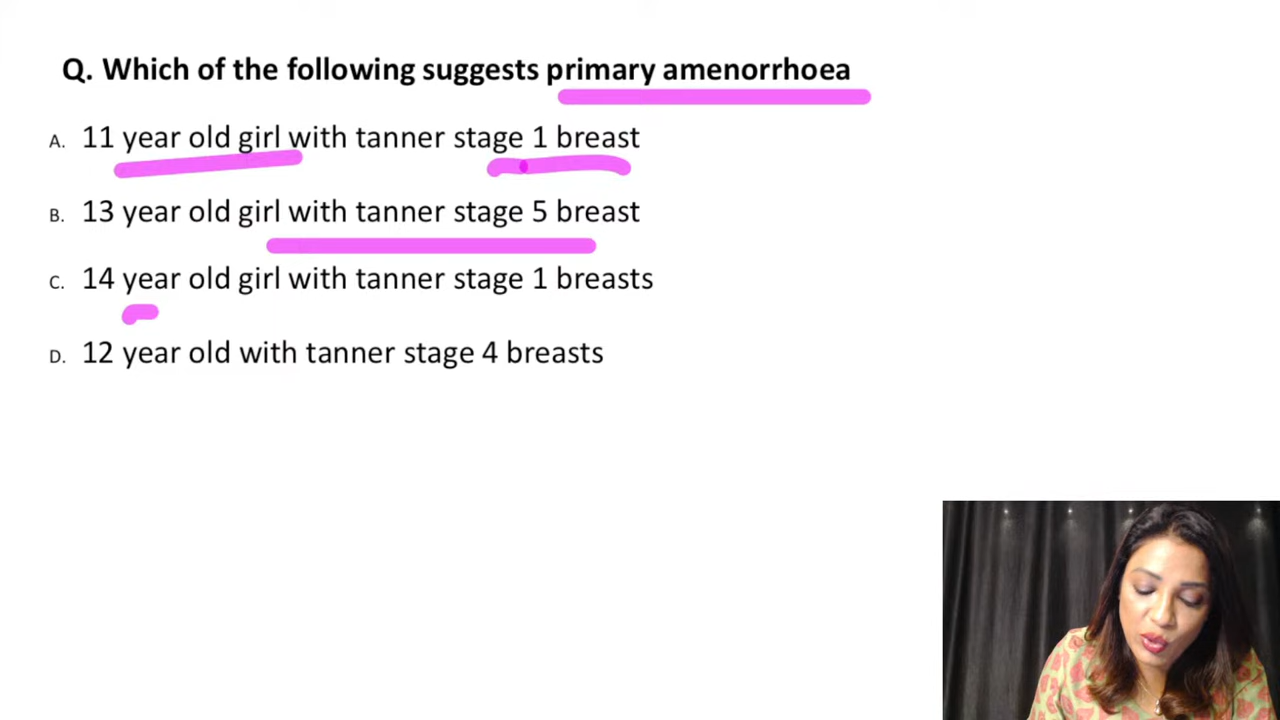 Q. Which of the following suggests primary amenorrhoea
A. 11 year old girl with tanner stage 1 breast
B. 13 year old girl with tanner stage 5 breast
C. 14 year old girl with tanner stage 1 breasts
D. 12 year old with tanner stage 4 breasts